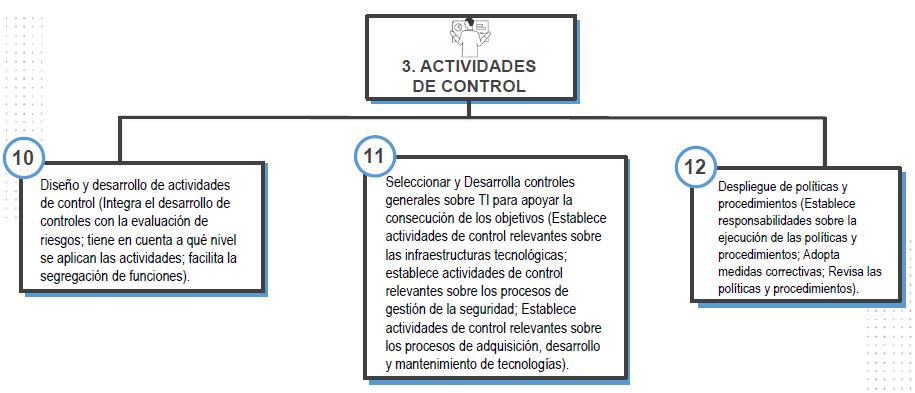 3. ACTIVIDADES
DE CONTROL
10
Diseño y desarrollo de actividades
de control (Integra el desarrollo de
controles con la evaluación de
riesgos; tiene en cuenta a qué nivel
se aplican las actividades; facilita la
segregación de funciones).
11
Seleccionar y Desarrolla controles
generales sobre TI para apoyar la
consecución de los objetivos (Establece
actividades de control relevantes sobre
las infraestructuras tecnológicas;
establece actividades de control
relevantes sobre los procesos de
gestión de la seguridad; Establece
actividades de control relevantes sobre
los procesos de adquisición, desarrollo
y mantenimiento de tecnologías).
12
Despliegue de políticas y
procedimientos (Establece
responsabilidades sobre la
ejecución de las políticas y
procedimientos; Adopta
medidas correctivas; Revisa las
políticas y procedimientos).